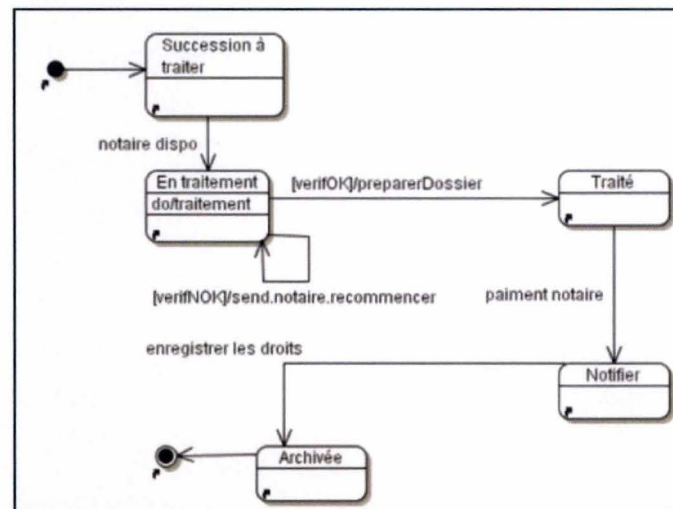 Succession à
traiter
notaire dispo
En traitement
do/traitement
[verifOK]/preparerDossier
Traité
[verifNOK]/send.notaire.recommencer
paiment notaire
enregistrer les droits
Notifier
Archivée